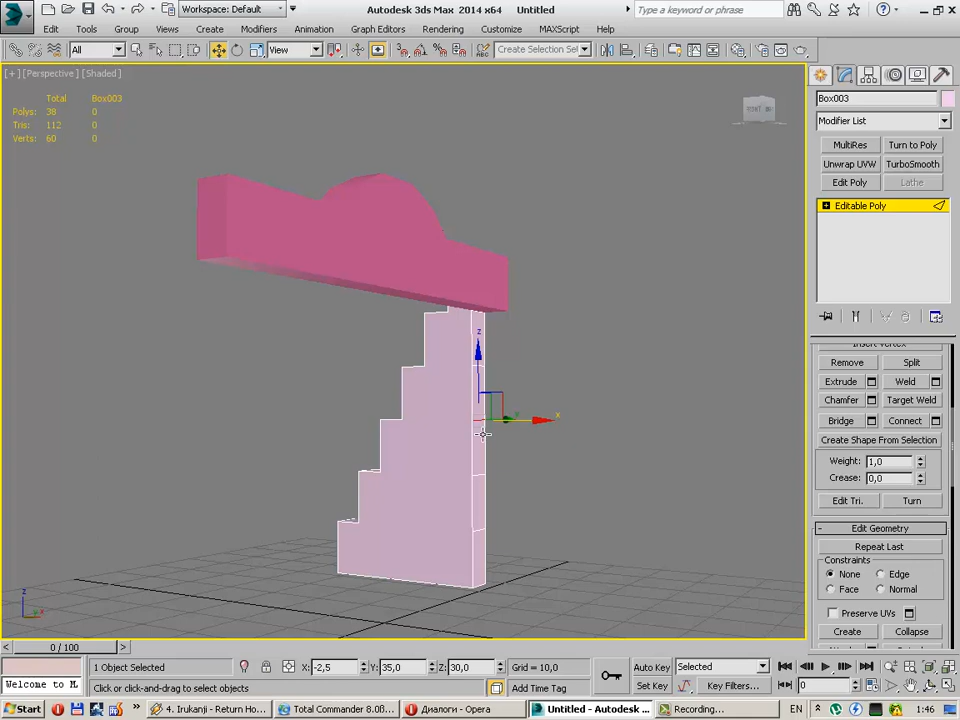 Workspace: Default
Autodesk 3ds Max 2014 x64 Untitled
Type a keyword or phrase
Edit Tools Group Views Create Modifiers Animation Graph Editors Rendering Customize MAXScript Help
All View Create Selection Se
[+] [Perspective] [Shaded]
Total Box003
Polys: 38 0
Tris: 112 0
Verts: 60 0
FRONT
Box003
Modifier List
MultiRes Turn to Poly
Unwrap UVW TurboSmooth
Edit Poly Lathe
Editable Poly
Insert Vertex
Remove Split
Extrude Weld
Chamfer Target Weld
Bridge Connect
Create Shape From Selection
Weight: 1,0
Crease: 0,0
Edit Tri. Turn
- Edit Geometry
Repeat Last
Constraints
None Edge
Face Normal
Preserve UVs
Create Collapse
z
x
y
z
x
< 0 / 100 >
1 Object Selected X: -2,5 Y: 35,0 Z: 30,0 Grid = 10,0 Auto Key Selected
Welcome to M Click or click-and-drag to select objects Add Time Tag Set Key Key Filters... 0
Start 4. Irukanji - Return Ho... Total Commander 8.0ß... Диалоги - Opera Untitled - Autodesk ... Recording... EN 1:46